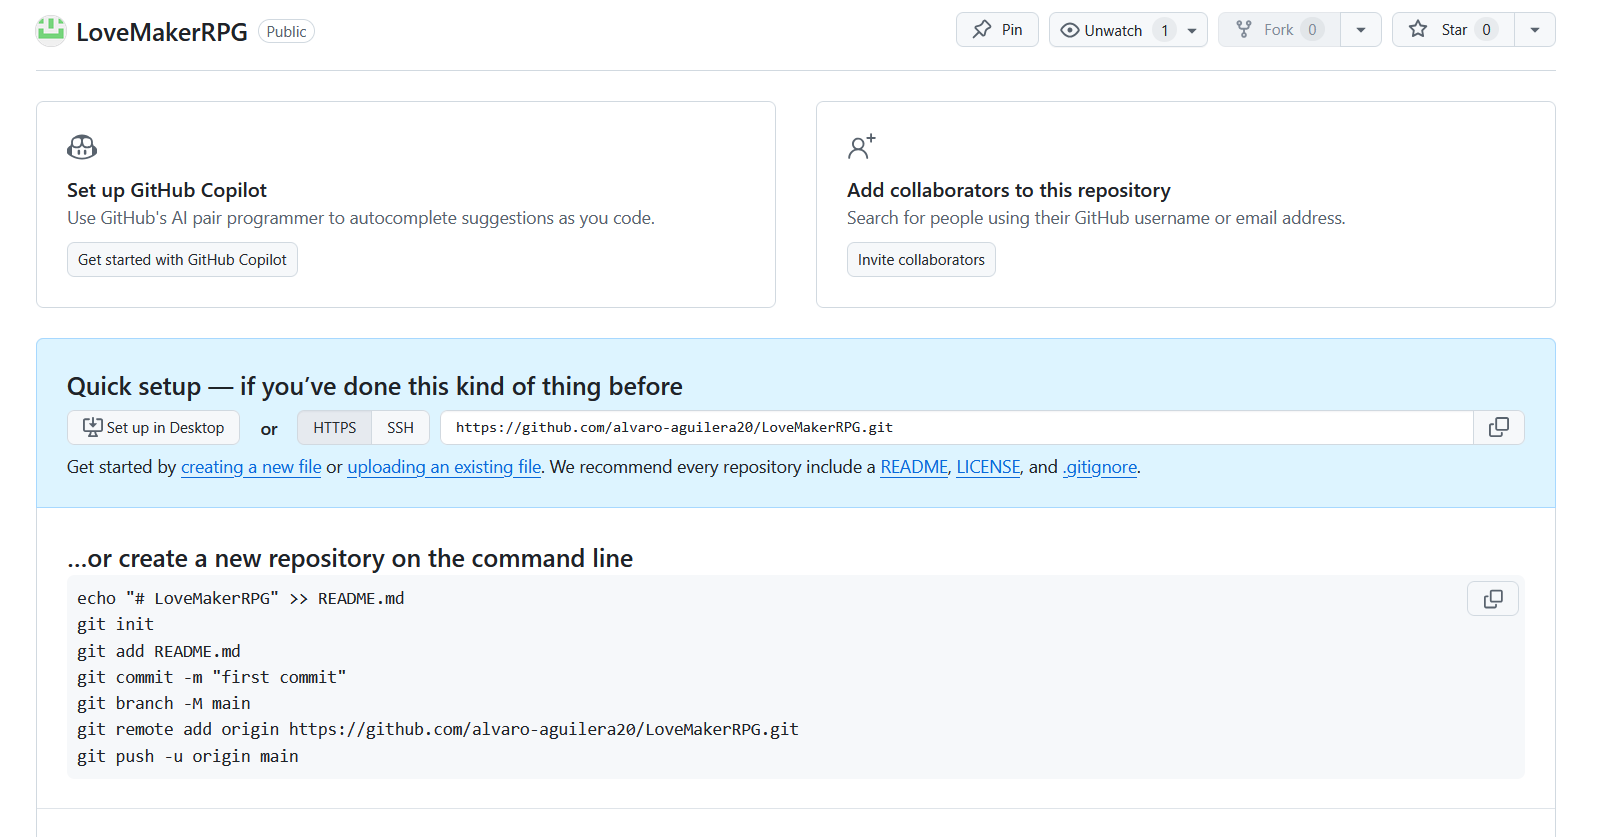 LoveMakerRPG Public Pin Unwatch 1 Fork 0 Star 0
Set up GitHub Copilot
Use GitHub's AI pair programmer to autocomplete suggestions as you code.
Get started with GitHub Copilot
Add collaborators to this repository
Search for people using their GitHub username or email address.
Invite collaborators
Quick setup — if you’ve done this kind of thing before
Set up in Desktop or HTTPS SSH https://github.com/alvaro-aguilera20/LoveMakerRPG.git
Get started by creating a new file or uploading an existing file. We recommend every repository include a README, LICENSE, and .gitignore.
…or create a new repository on the command line
echo "# LoveMakerRPG" >> README.md
git init
git add README.md
git commit -m "first commit"
git branch -M main
git remote add origin https://github.com/alvaro-aguilera20/LoveMakerRPG.git
git push -u origin main